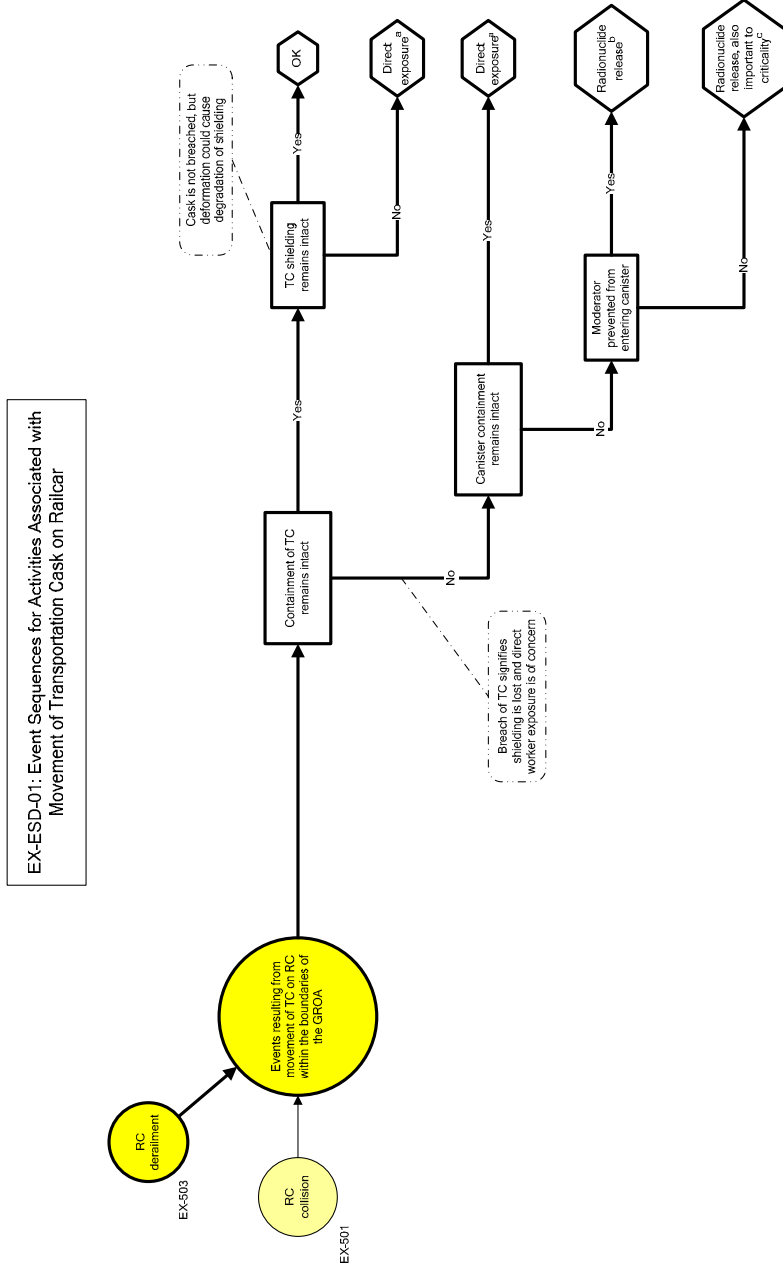 EX-ESD-01: Event Sequences for Activities Associated with
Movement of Transportation Cask on Railcar
RC
derailment
EX-503
RC
collision
EX-501
Events resulting from
movement of TC on RC
within the boundaries of
the GROA
Containment of TC
remains intact
Yes
No
Breach of TC signifies
shielding is lost and direct
worker exposure is of concern
TC shielding
remains intact
Cask is not breached, but
deformation could cause
degradation of shielding
Yes
OK
No
Direct
exposure a
Canister containment
remains intact
Yes
Direct
exposure a
No
Moderator
prevented from
entering canister
Yes
Radionuclide
release b
No
Radionuclide
release, also
important to
criticality c